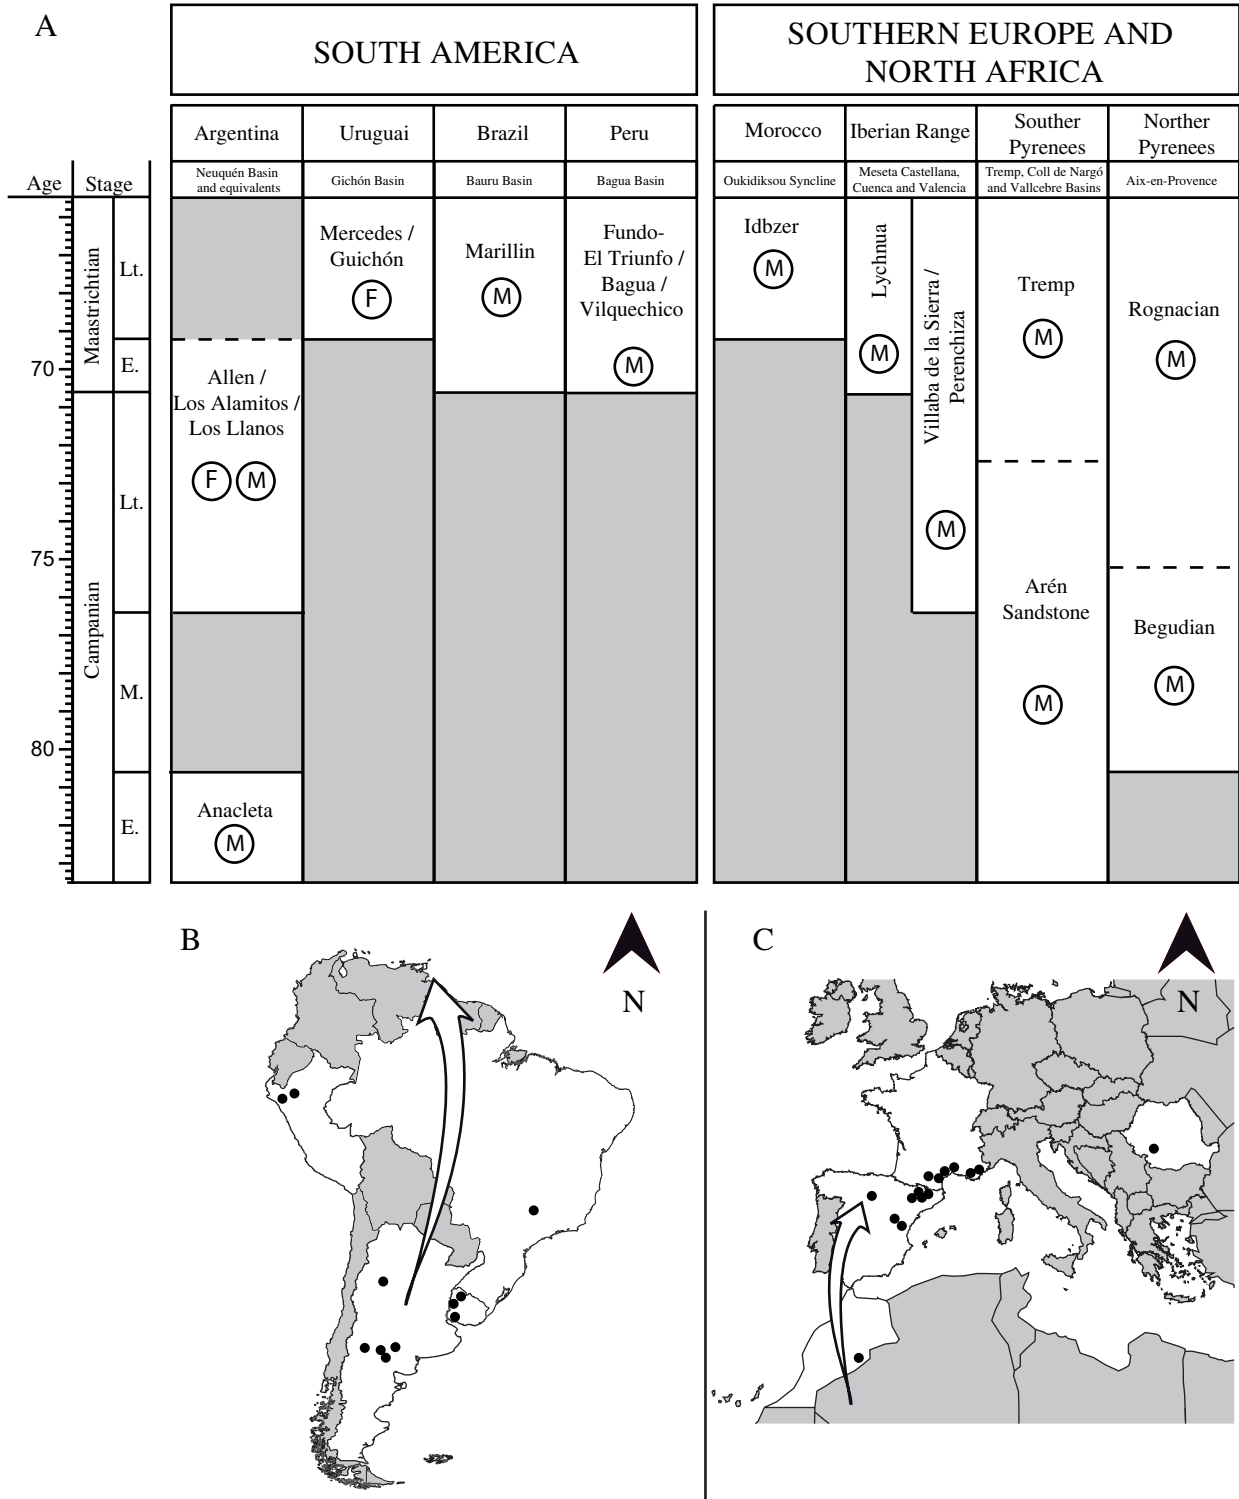 A
SOUTH AMERICA
SOUTHERN EUROPE AND
NORTH AFRICA
Argentina
Uruguai
Brazil
Peru
Morocco
Iberian Range
Souther
Pyrenees
Norther
Pyrenees
Age
Stage
Neuquén Basin
and equivalents
Gichón Basin
Bauru Basin
Bagua Basin
Oukidiksou Syncline
Meseta Castellana,
Cuenca and Valencia
Tremp, Coll de Nargó
and Vallcebre Basins
Aix-en-Provence
70
75
80
Maastrichtian
Campanian
Lt.
E.
Lt.
M.
E.
Allen /
Los Alamitos /
Los Llanos
F
M
Anacleta
M
Mercedes /
Guichón
F
Marillin
M
Fundo-
El Triunfo /
Bagua /
Vilquechico
M
Idbzer
M
Lychnua
M
Villaba de la Sierra /
Perenchiza
M
Tremp
M
Arén
Sandstone
M
Rognacian
M
Begudian
M
B
N
C
N